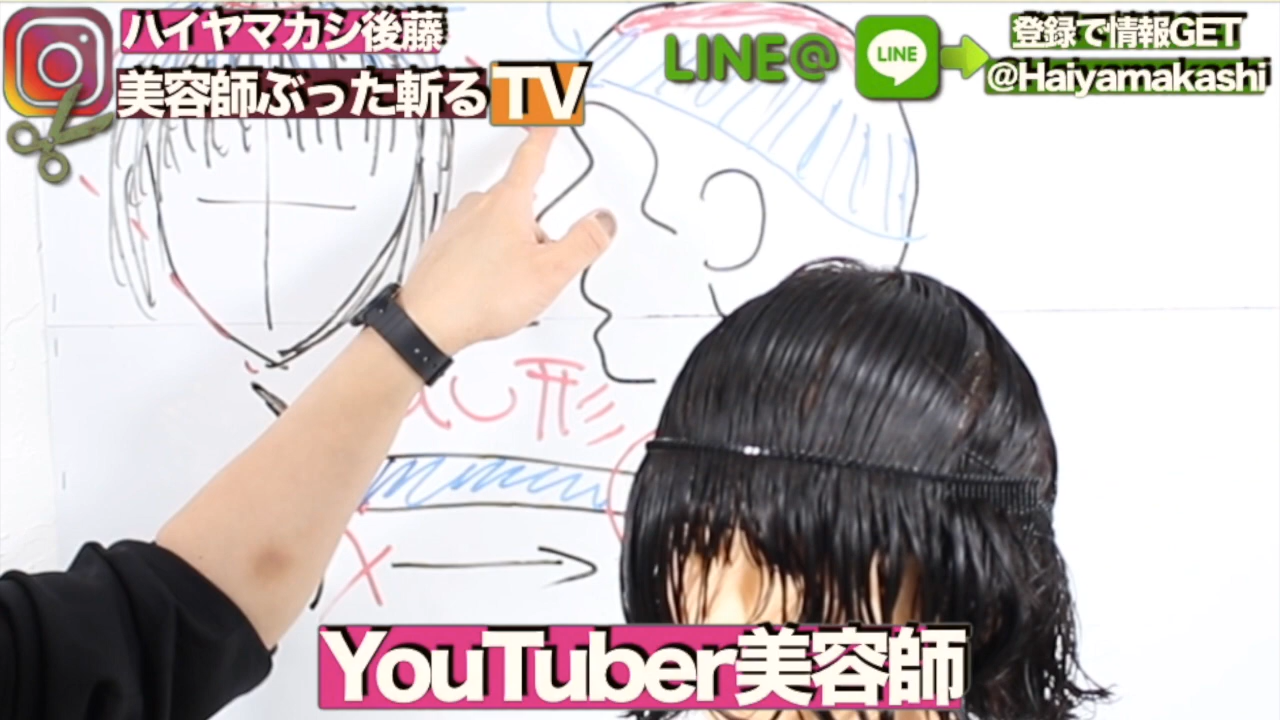 ハイヤマカシ後藤
美容師ぶった斬るTV
LINE@
LINE
登録で情報GET
@Haiyamakashi
YouTuber美容師